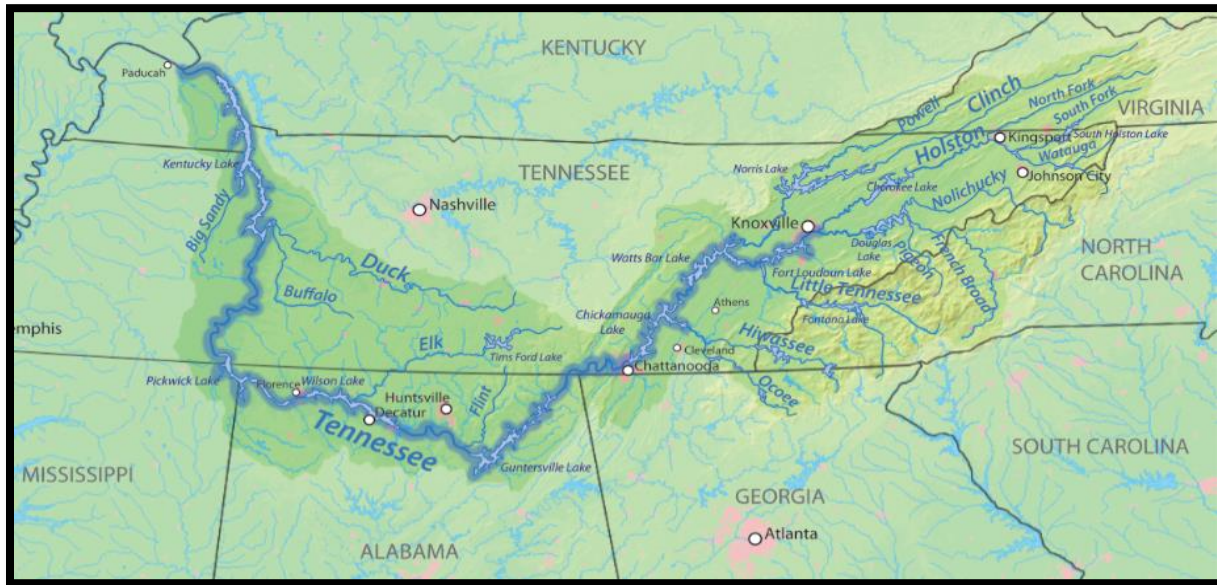 KENTUCKY
Paducah
Powell
Clinch
North Fork
South Fork
VIRGINIA
Kingsport
South Holston Lake
Holston
Watauga
Kentucky Lake
TENNESSEE
Norris Lake
Cherokee Lake
Johnson City
Nashville
Nolichucky
Big Sandy
Knoxville
Douglas
Lake
Pigeon
French Broad
NORTH
CAROLINA
Watts Bar Lake
Duck
Fort Loudoun Lake
Little Tennessee
Buffalo
Athens
Fontana Lake
Chickamauga
Lake
emphis
Elk
Tims Ford Lake
Hiwassee
Cleveland
Chattanooga
Ocoee
Pickwick Lake
Florence
Wilson Lake
Huntsville
Flint
Decatur
Tennessee
Guntersville Lake
SOUTH CAROLINA
MISSISSIPPI
GEORGIA
Atlanta
ALABAMA